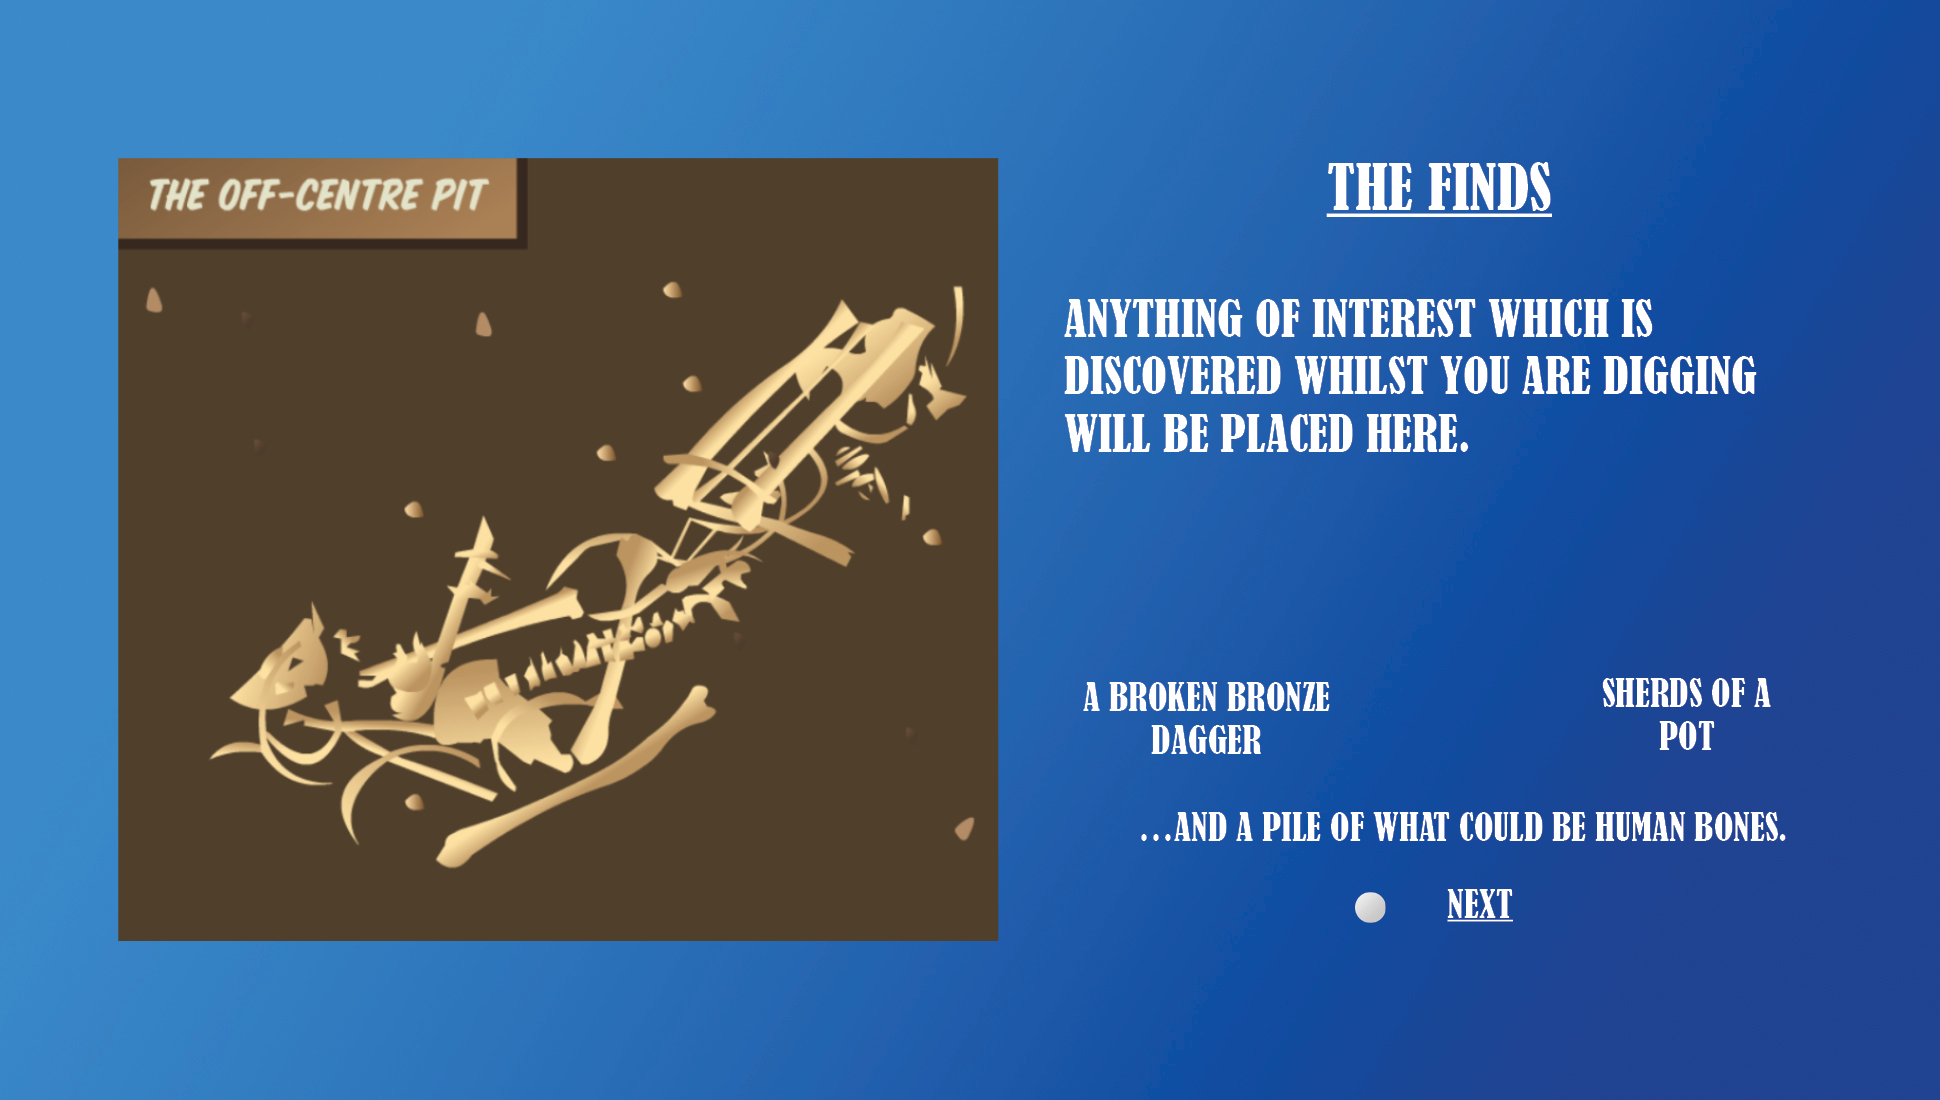 THE OFF-CENTRE PIT
THE FINDS
ANYTHING OF INTEREST WHICH IS
DISCOVERED WHILST YOU ARE DIGGING
WILL BE PLACED HERE.
A BROKEN BRONZE
DAGGER
SHERDS OF A
POT
...AND A PILE OF WHAT COULD BE HUMAN BONES.
NEXT